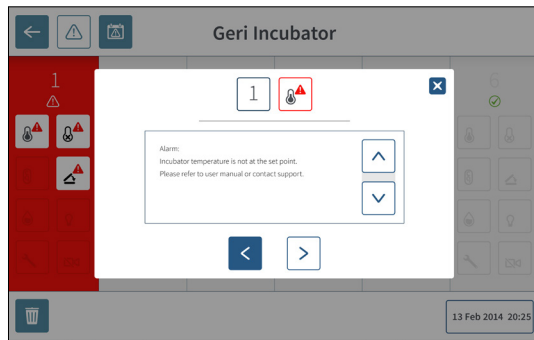 Geri Incubator
1
6
1
Alarm:
Incubator temperature is not at the set point.
Please refer to user manual or contact support.
13 Feb 2014 20:25